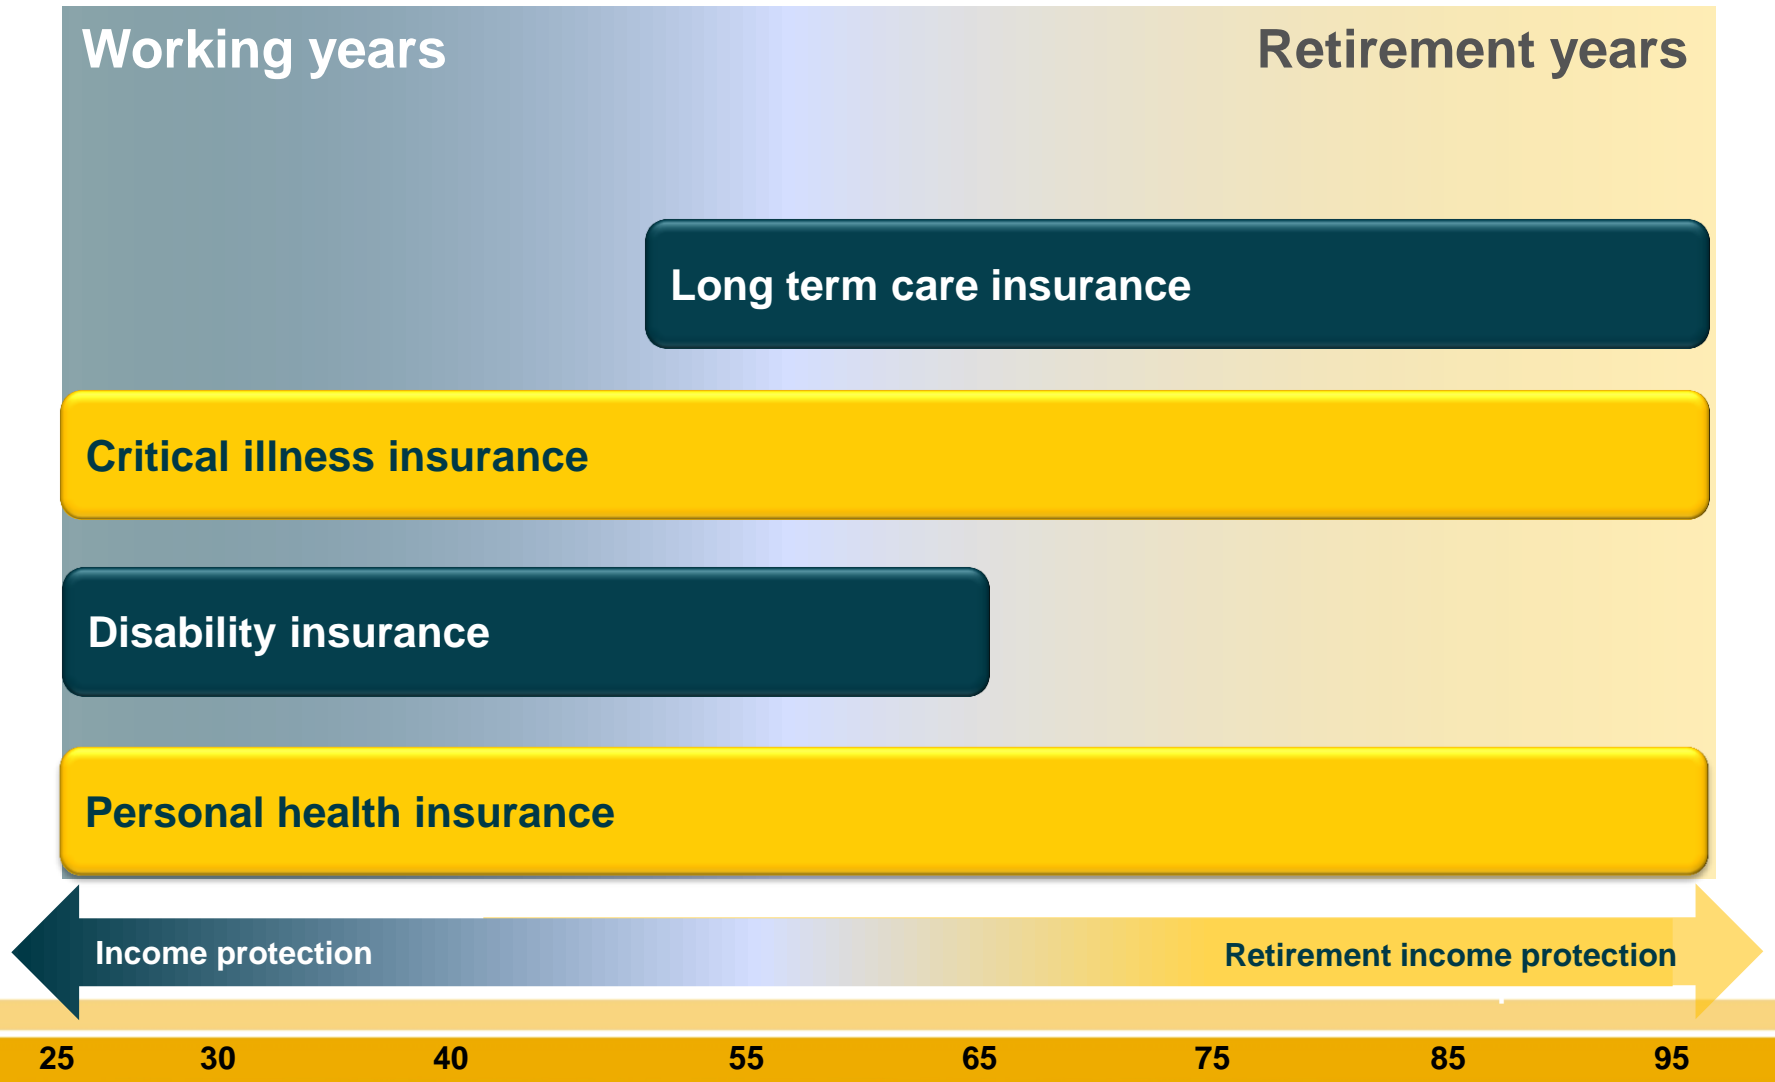 Working years
Retirement years
Long term care insurance
Critical illness insurance
Disability insurance
Personal health insurance
Income protection
Retirement income protection
25 30 40 55 65 75 85 95